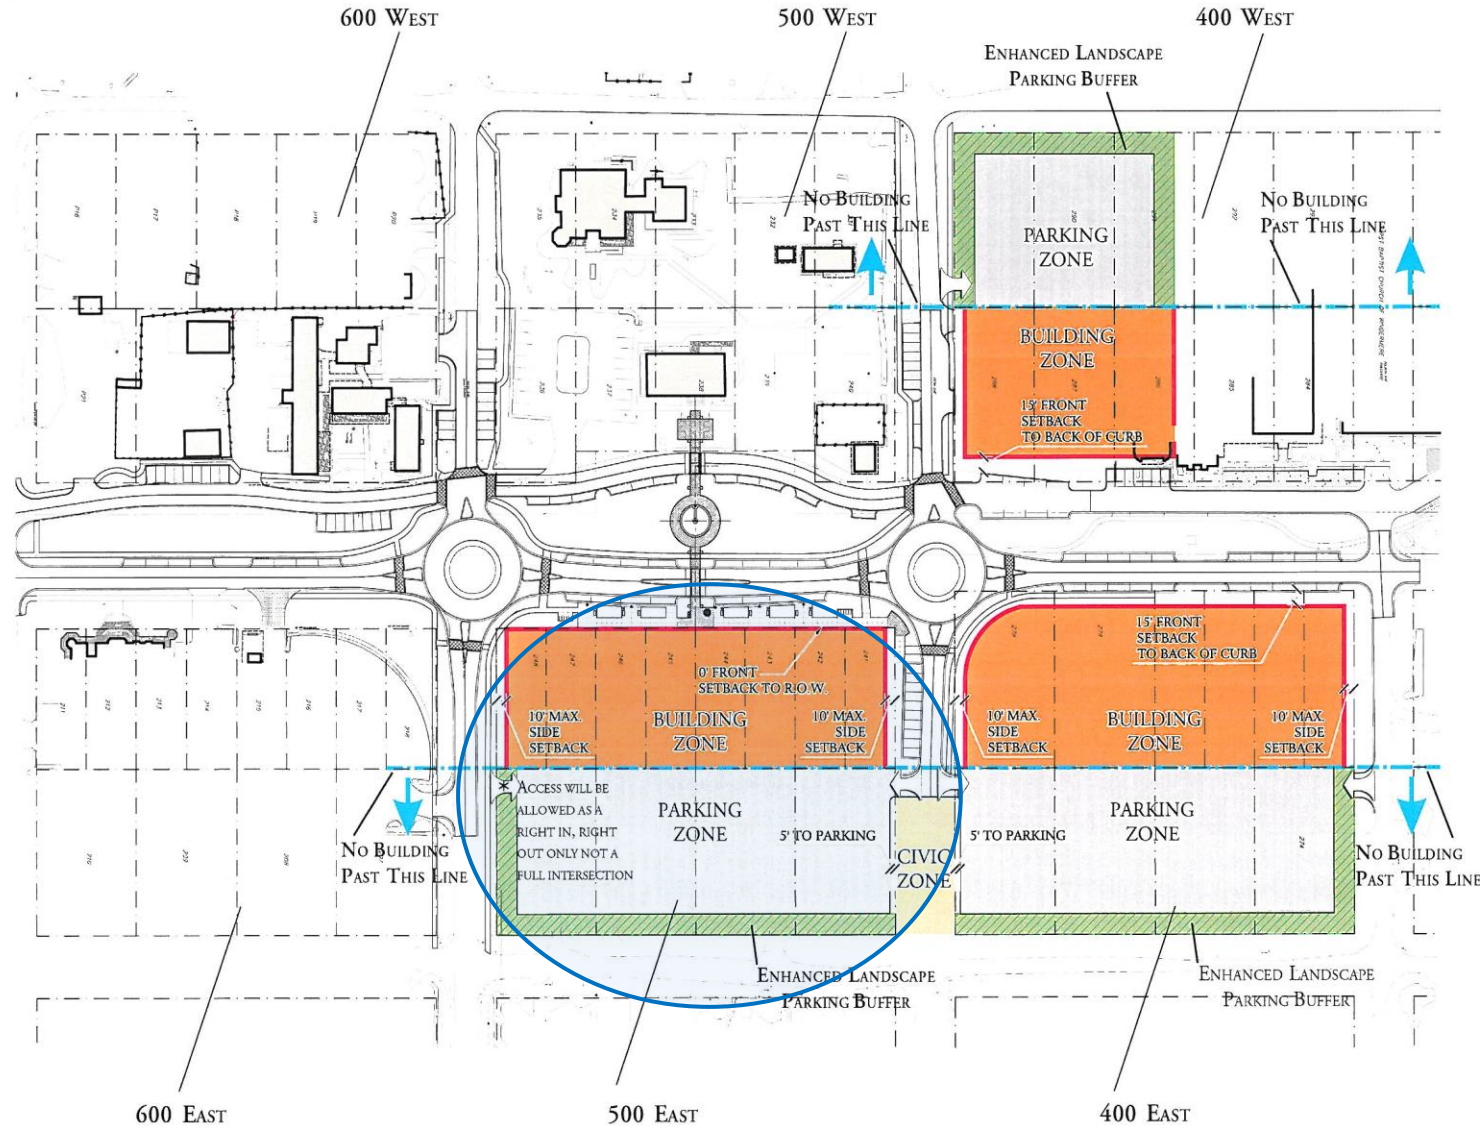 600 WEST
500 WEST
400 WEST
ENHANCED LANDSCAPE
PARKING BUFFER
NO BUILDING
PAST THIS LINE
NO BUILDING
PAST THIS LINE
PARKING
ZONE
BUILDING
ZONE
15' FRONT
SETBACK
TO BACK OF CURB
0' FRONT
SETBACK TO R.O.W.
15' FRONT
SETBACK
TO BACK OF CURB
10' MAX.
SIDE
SETBACK
BUILDING
ZONE
10' MAX.
SIDE
SETBACK
10' MAX.
SIDE
SETBACK
BUILDING
ZONE
10' MAX.
SIDE
SETBACK
* ACCESS WILL BE
ALLOWED AS A
RIGHT IN, RIGHT
OUT ONLY NOT A
FULL INTERSECTION
PARKING
ZONE
5' TO PARKING
CIVIC
ZONE
5' TO PARKING
PARKING
ZONE
NO BUILDING
PAST THIS LINE
NO BUILDING
PAST THIS LINE
ENHANCED LANDSCAPE
PARKING BUFFER
ENHANCED LANDSCAPE
PARKING BUFFER
600 EAST
500 EAST
400 EAST